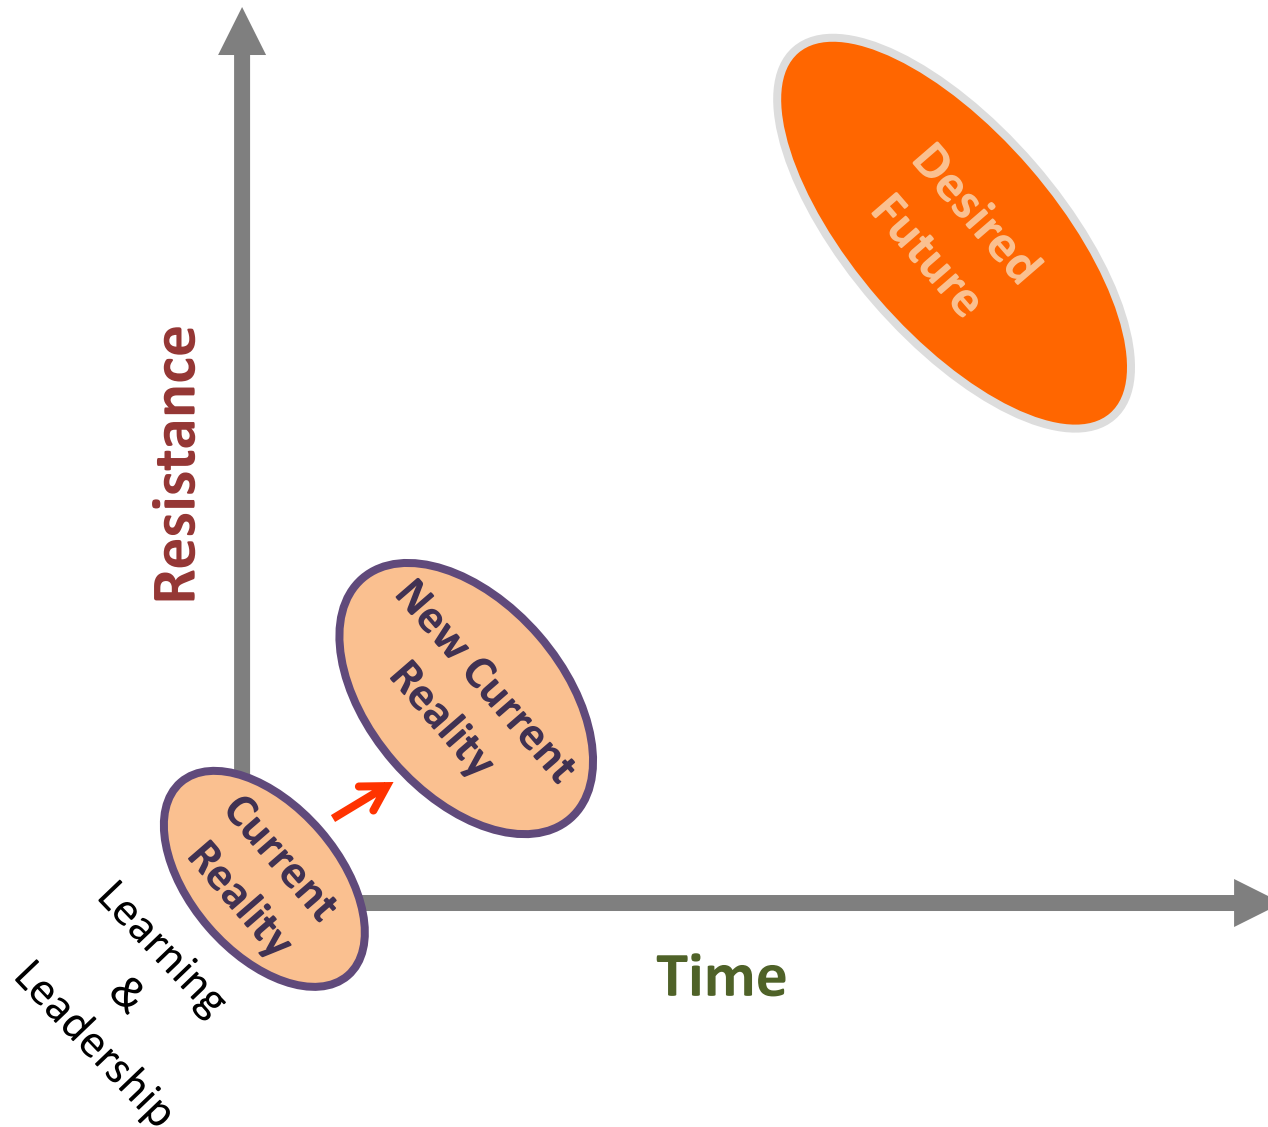 Desired
Future
Resistance
New Current
Reality
Current
Reality
Learning
&
Leadership
Time